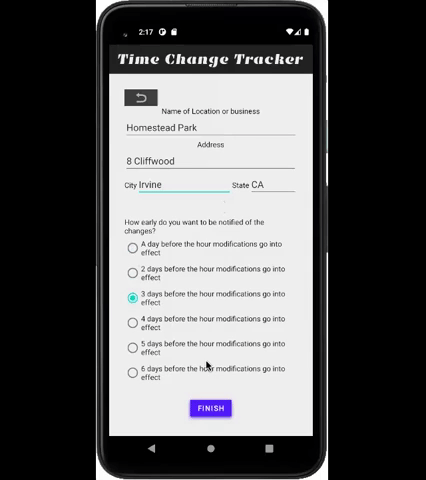 2:17
Time Change Tracker
Name of Location or business
Homestead Park
Address
8 Cliffwood
City Irvine State CA
How early do you want to be notified of the
changes?
A day before the hour modifications go into
effect
2 days before the hour modifications go into
effect
3 days before the hour modifications go into
effect
4 days before the hour modifications go into
effect
5 days before the hour modifications go into
effect
6 days before the hour modifications go into
effect
FINISH